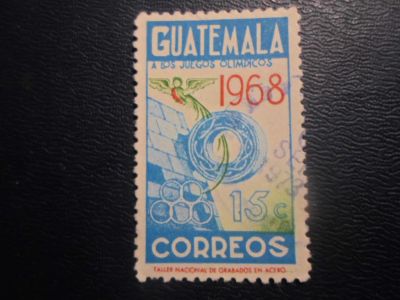 GUATEMALA
A LOS JUEGOS OLIMPICOS
1968
15c
CORREOS
TALLER NACIONAL DE GRABADOS EN ACERO.